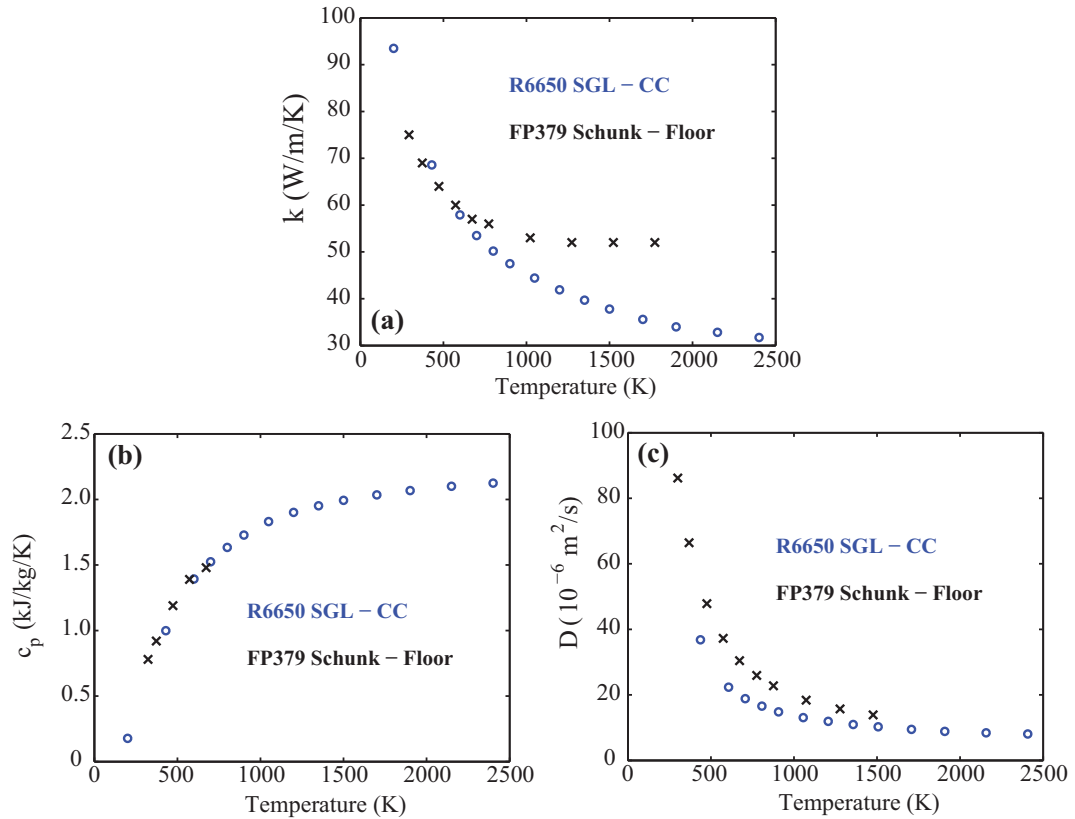 100
90
80
70
60
50
40
30
k (W/m/K)
R6650 SGL − CC
FP379 Schunk − Floor
(a)
0 500 1000 1500 2000 2500
Temperature (K)
2.5
2.0
1.5
1.0
0.5
0
c_p (kJ/kg/K)
(b)
R6650 SGL − CC
FP379 Schunk − Floor
0 500 1000 1500 2000 2500
Temperature (K)
100
80
60
40
20
0
D (10⁻⁶ m²/s)
(c)
R6650 SGL − CC
FP379 Schunk − Floor
0 500 1000 1500 2000 2500
Temperature (K)